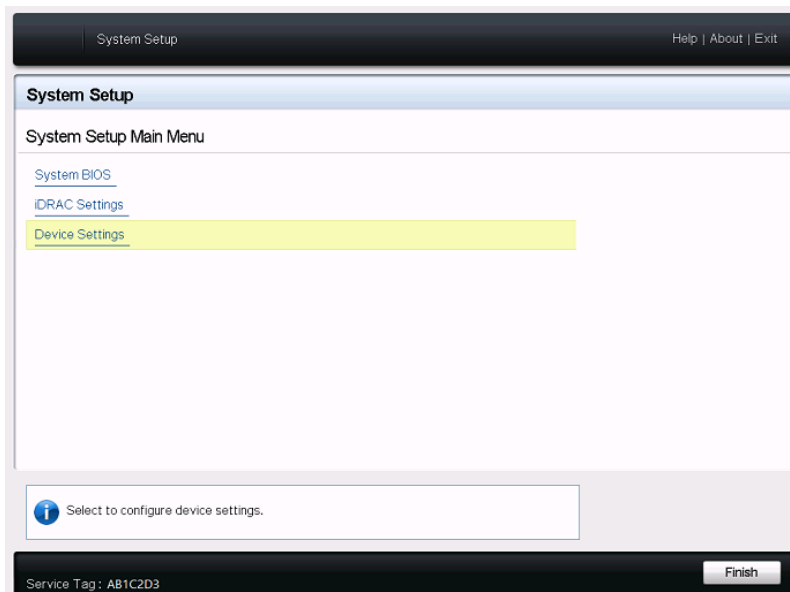 System Setup
Help | About | Exit
System Setup
System Setup Main Menu
System BIOS
iDRAC Settings
Device Settings
Select to configure device settings.
Service Tag: AB1C2D3
Finish